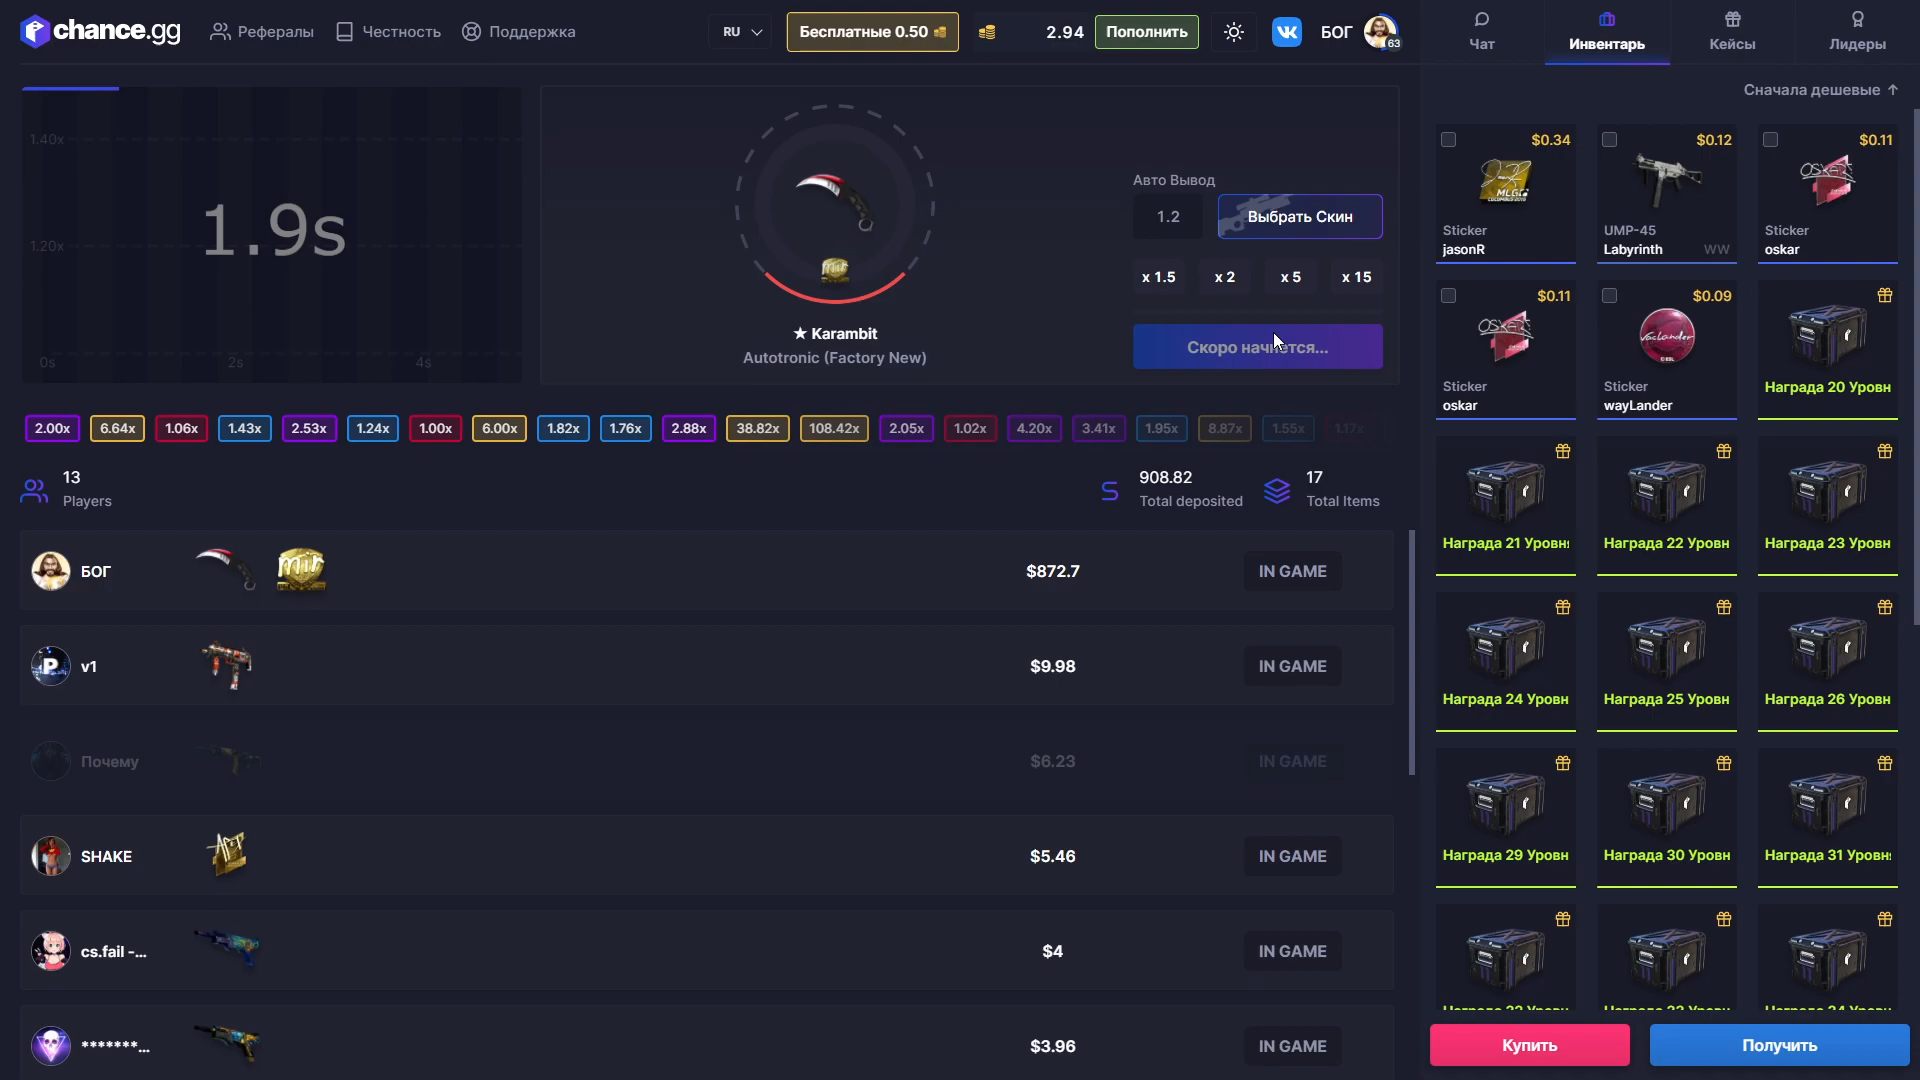 chance.gg
Рефералы
Честность
Поддержка
RU
Бесплатные 0.50
2.94
Пополнить
БОГ
63
Чат
Инвентарь
Кейсы
Лидеры
Сначала дешевые
1.40x
1.20x
1.9s
0s
2s
4s
★ Karambit
Autotronic (Factory New)
Авто Вывод
1.2
Выбрать Скин
x 1.5
x 2
x 5
x 15
Скоро начнется...
2.00x
6.64x
1.06x
1.43x
2.53x
1.24x
1.00x
6.00x
1.82x
1.76x
2.88x
38.82x
108.42x
2.05x
1.02x
4.20x
3.41x
1.95x
8.87x
1.55x
1.17x
13
Players
908.82
Total deposited
17
Total Items
БОГ
$872.7
IN GAME
v1
$9.98
IN GAME
Почему
$6.23
IN GAME
SHAKE
$5.46
IN GAME
cs.fail -...
$4
IN GAME
*******...
$3.96
IN GAME
$0.34
Sticker
jasonR
$0.12
UMP-45
Labyrinth
WW
$0.11
Sticker
oskar
$0.11
Sticker
oskar
$0.09
Sticker
wayLander
Награда 20 Уровн
Награда 21 Уровн
Награда 22 Уровн
Награда 23 Уровн
Награда 24 Уровн
Награда 25 Уровн
Награда 26 Уровн
Награда 29 Уровн
Награда 30 Уровн
Награда 31 Уровн
Купить
Получить